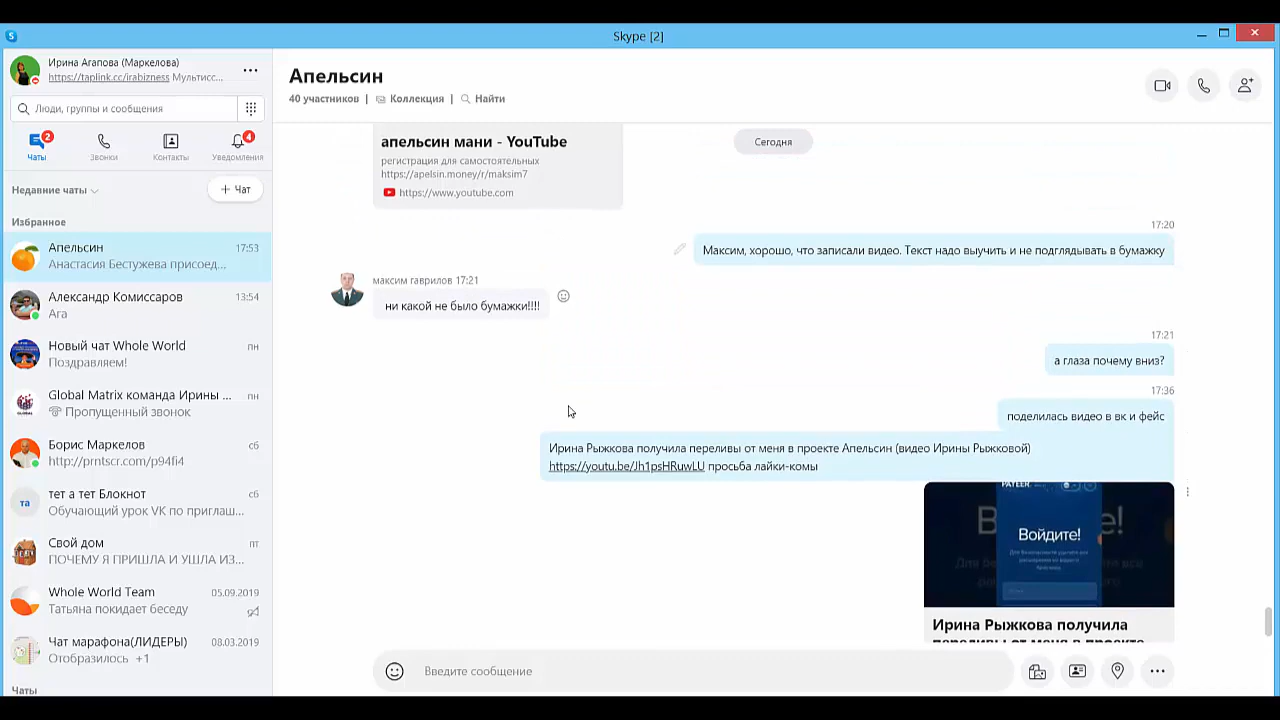 Skype [2]
Ирина Агапова (Маркелова)
https://taplink.cc/irabizness Мультисс...
Люди, группы и сообщения
2
4
Чаты
Звонки
Контакты
Уведомления
Недавние чаты
+ Чат
Избранное
Апельсин 17:53
Анастасия Бестужева присоед...
Александр Комиссаров 13:54
Ага
Новый чат Whole World пн
Поздравляем!
Global Matrix команда Ирины ... пн
Пропущенный звонок
Борис Маркелов сб
http://prntscr.com/p94fi4
та
тет а тет Блокнот сб
Обучающий урок VK по приглаш...
Свой дом пт
ПОЧЕМУ Я ПРИШЛА И УШЛА ИЗ...
Whole World Team 05.09.2019
Татьяна покидает беседу
Чат марафона(ЛИДЕРЫ) 08.03.2019
Отобразилось +1
Чаты
Апельсин
40 участников | Коллекция | Найти
апельсин мани - YouTube
регистрация для самостоятельных
https://apelsin.money/r/maksim7
https://www.youtube.com
Сегодня
17:20
Максим, хорошо, что записали видео. Текст надо выучить и не подглядывать в бумажку
максим гаврилов 17:21
ни какой не было бумажки!!!!
17:21
а глаза почему вниз?
17:36
поделилась видео в вк и фейс
Ирина Рыжкова получила переливы от меня в проекте Апельсин (видео Ирины Рыжковой)
https://youtu.be/Jh1psHRuwLU просьба лайки-комы
PAYEER
Войдите!
Ирина Рыжкова получила
переливы от меня в проекте
Введите сообщение